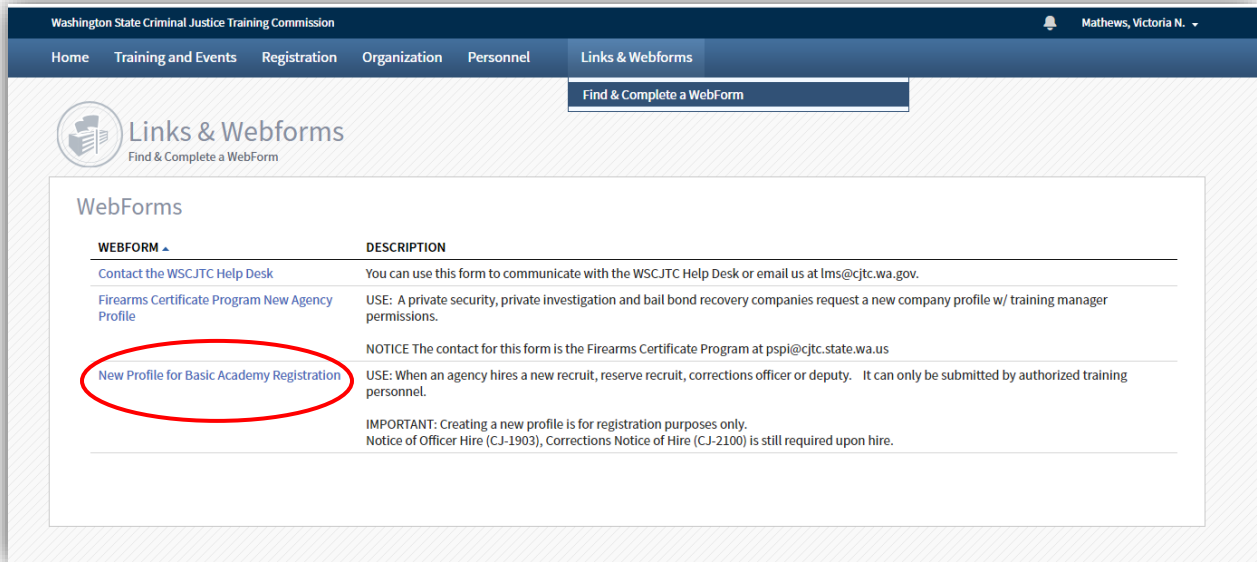 Washington State Criminal Justice Training Commission
Mathews, Victoria N.
Home Training and Events Registration Organization Personnel Links & Webforms
Find & Complete a WebForm
Links & Webforms
Find & Complete a WebForm
WebForms
WEBFORM DESCRIPTION
Contact the WSCJTC Help Desk You can use this form to communicate with the WSCJTC Help Desk or email us at lms@cjtc.wa.gov.
Firearms Certificate Program New Agency USE: A private security, private investigation and bail bond recovery companies request a new company profile w/ training manager
Profile permissions.
NOTICE The contact for this form is the Firearms Certificate Program at pspi@cjtc.state.wa.us
New Profile for Basic Academy Registration USE: When an agency hires a new recruit, reserve recruit, corrections officer or deputy. It can only be submitted by authorized training
personnel.
IMPORTANT: Creating a new profile is for registration purposes only.
Notice of Officer Hire (CJ-1903), Corrections Notice of Hire (CJ-2100) is still required upon hire.